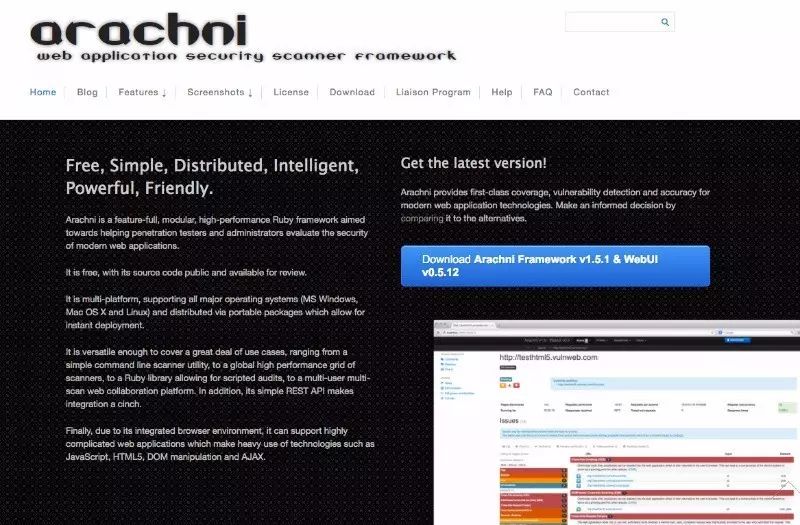 arachni
web application security scanner framework
Home
Blog
Features ↓
Screenshots ↓
License
Download
Liaison Program
Help
FAQ
Contact
Free, Simple, Distributed, Intelligent,
Powerful, Friendly.
Arachni is a feature-full, modular, high-performance Ruby framework aimed
towards helping penetration testers and administrators evaluate the security
of modern web applications.
It is free, with its source code public and available for review.
It is multi-platform, supporting all major operating systems (MS Windows,
Mac OS X and Linux) and distributed via portable packages which allow for
instant deployment.
It is versatile enough to cover a great deal of use cases, ranging from a
simple command line scanner utility, to a global high performance grid of
scanners, to a Ruby library allowing for scripted audits, to a multi-user multi-
scan web collaboration platform. In addition, its simple REST API makes
integration a cinch.
Finally, due to its integrated browser environment, it can support highly
complicated web applications which make heavy use of technologies such as
JavaScript, HTML5, DOM manipulation and AJAX.
Get the latest version!
Arachni provides first-class coverage, vulnerability detection and accuracy for
modern web application technologies. Make an informed decision by
comparing it to the alternatives.
Download Arachni Framework v1.5.1 & WebUI
v0.5.12
http://testhtml5.vulnweb.com
Issues